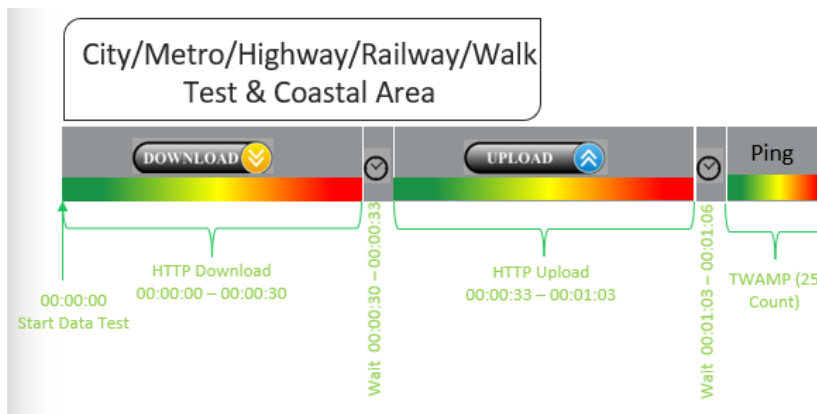 City/Metro/Highway/Railway/Walk
Test & Coastal Area
DOWNLOAD
UPLOAD
Ping
00:00:00
Start Data Test
HTTP Download
00:00:00 – 00:00:30
Wait 00:00:30 – 00:00:33
HTTP Upload
00:00:33 – 00:01:03
Wait 00:01:03 – 00:01:06
TWAMP (25
Count)